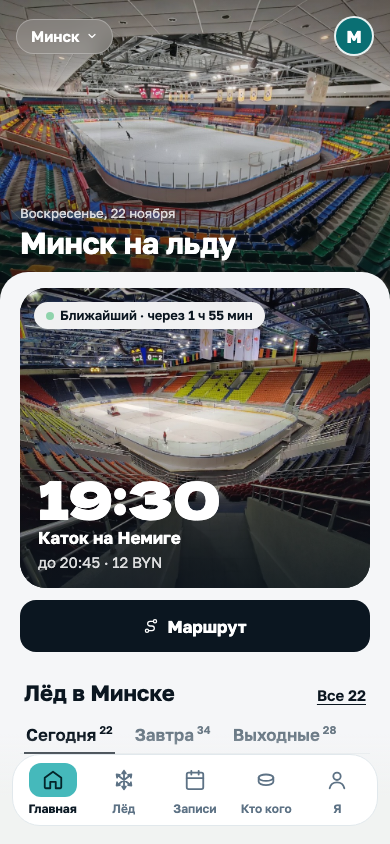 Минск
М
Воскресенье, 22 ноября
Минск на льду
Ближайший · через 1 ч 55 мин
19:30
Каток на Немиге
до 20:45 · 12 BYN
Маршрут
Лёд в Минске
Все 22
Сегодня 22 Завтра 34 Выходные 28
Главная Лёд Записи Кто кого Я